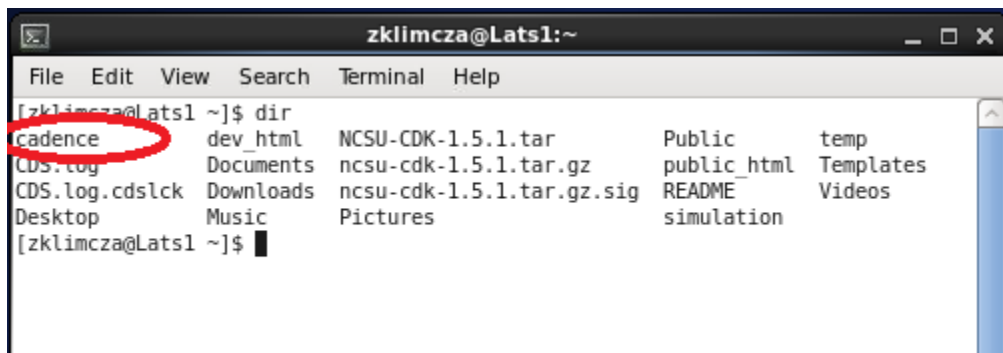 zklimcza@Lats1:~
File Edit View Search Terminal Help
[zklimcza@Lats1 ~]$ dir
cadence dev_html NCSU-CDK-1.5.1.tar Public temp
CDS.log Documents ncsu-cdk-1.5.1.tar.gz public_html Templates
CDS.log.cdslck Downloads ncsu-cdk-1.5.1.tar.gz.sig README Videos
Desktop Music Pictures simulation
[zklimcza@Lats1 ~]$